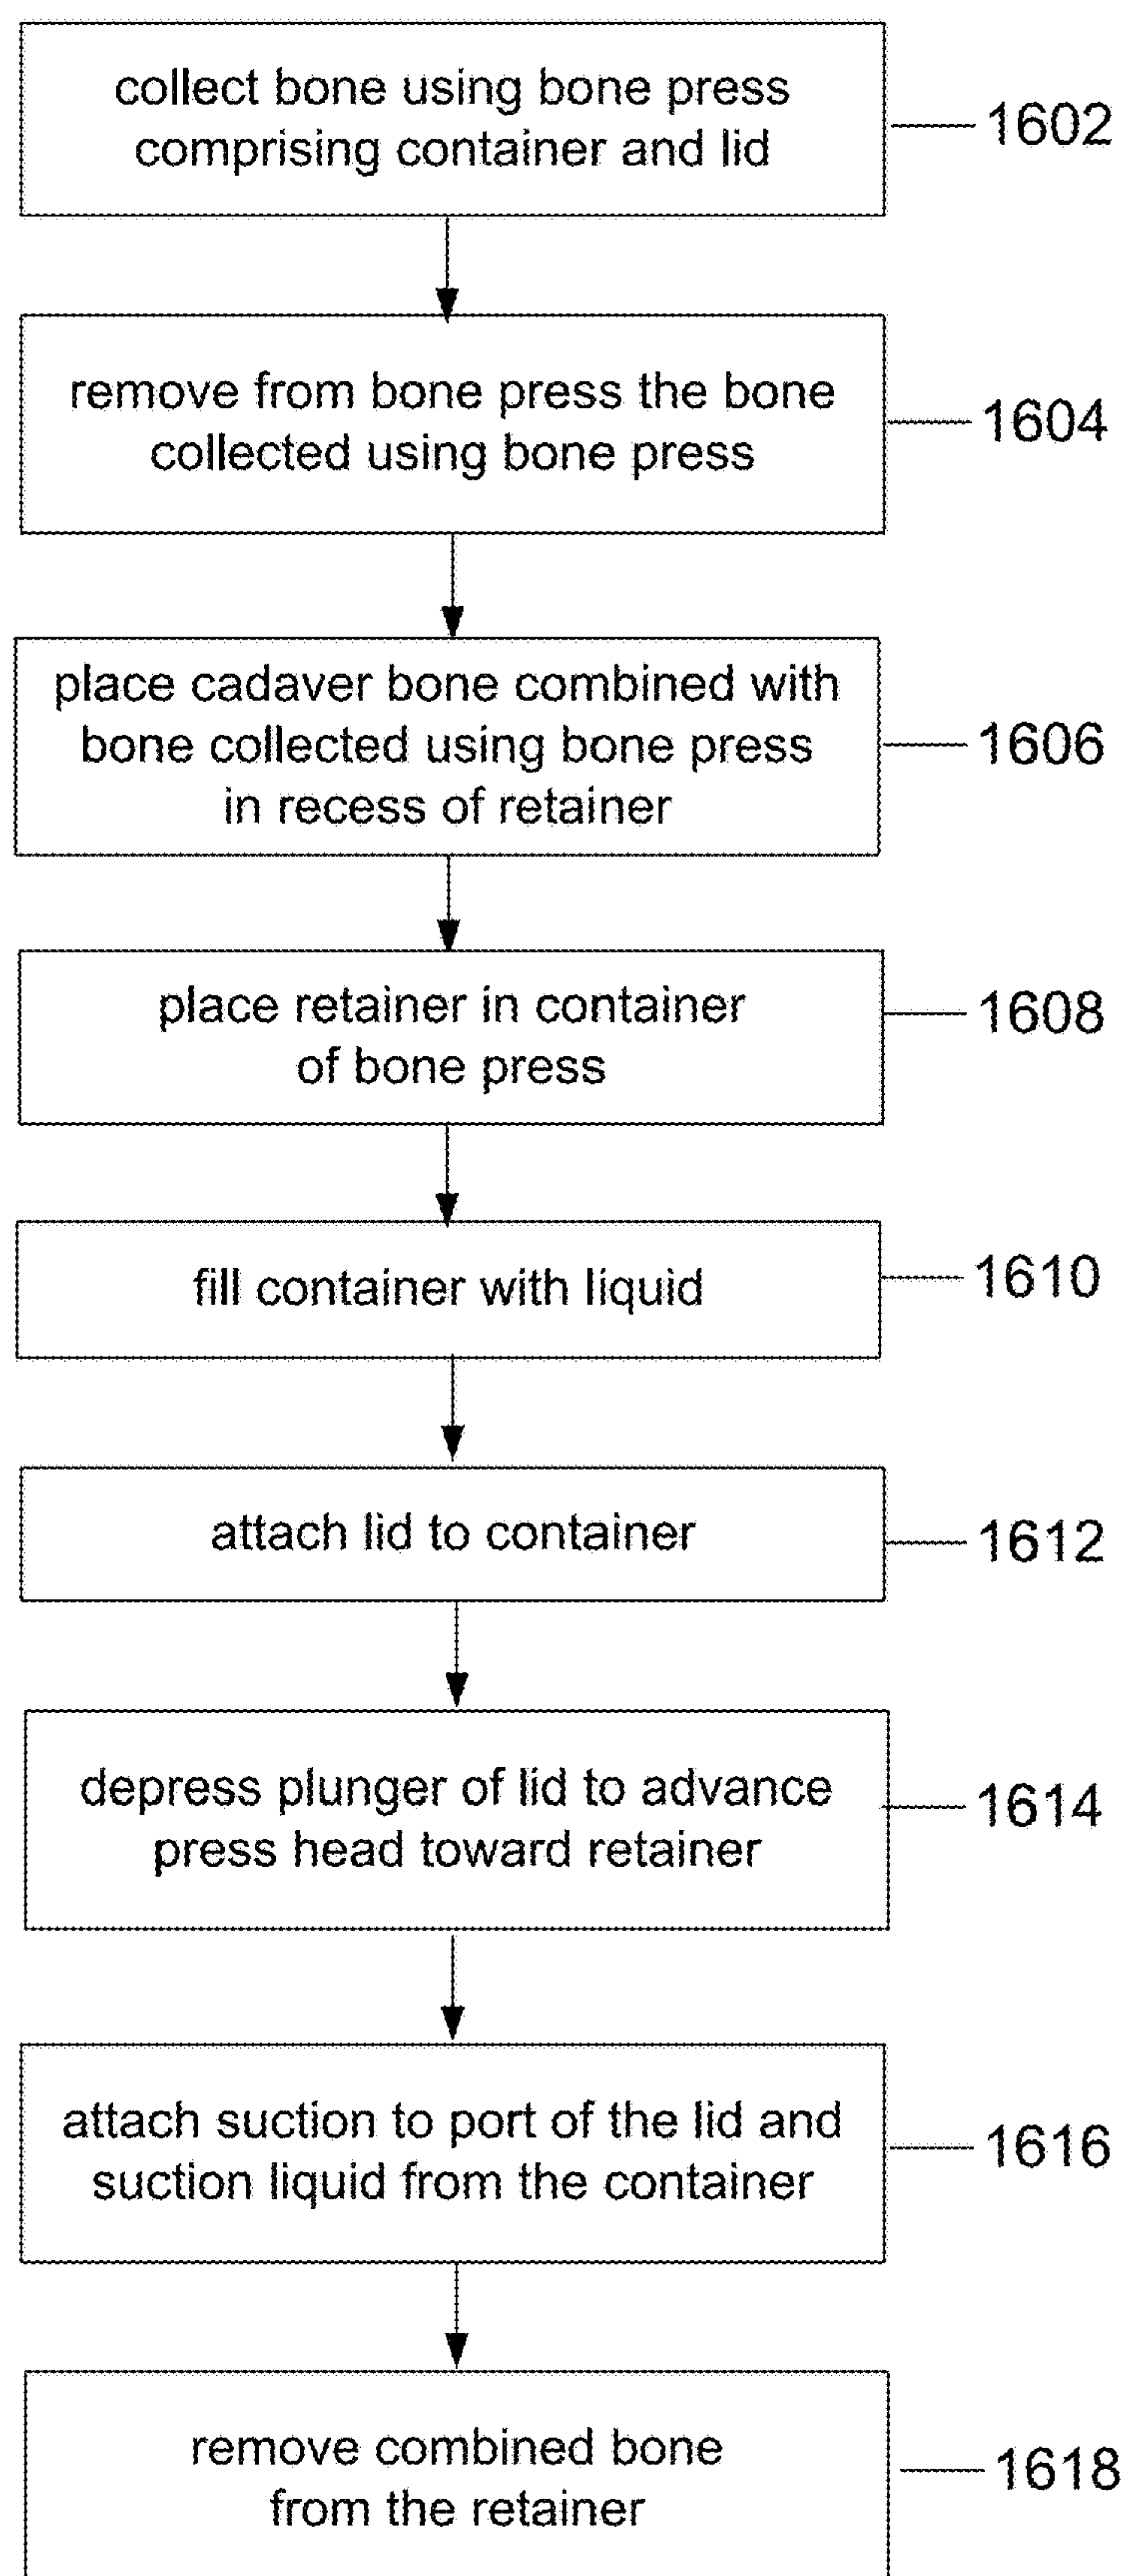 collect bone using bone press
comprising container and lid
1602
remove from bone press the bone
collected using bone press
1604
place cadaver bone combined with
bone collected using bone press
in recess of retainer
1606
place retainer in container
of bone press
1608
fill container with liquid
1610
attach lid to container
1612
depress plunger of lid to advance
press head toward retainer
1614
attach suction to port of the lid and
suction liquid from the container
1616
remove combined bone
from the retainer
1618